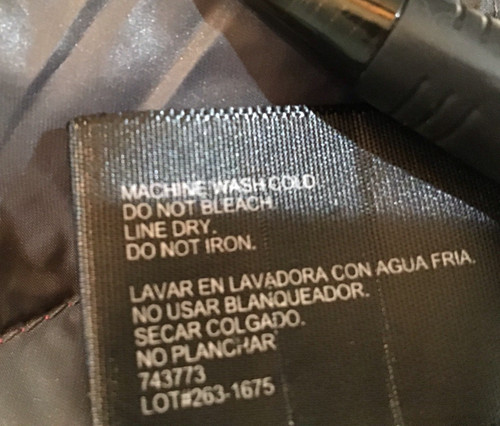 MACHINE WASH COLD
DO NOT BLEACH
LINE DRY.
DO NOT IRON.
LAVAR EN LAVADORA CON AGUA FRIA.
NO USAR BLANQUEADOR.
SECAR COLGADO.
NO PLANCHAR
743773
LOT#263-1675